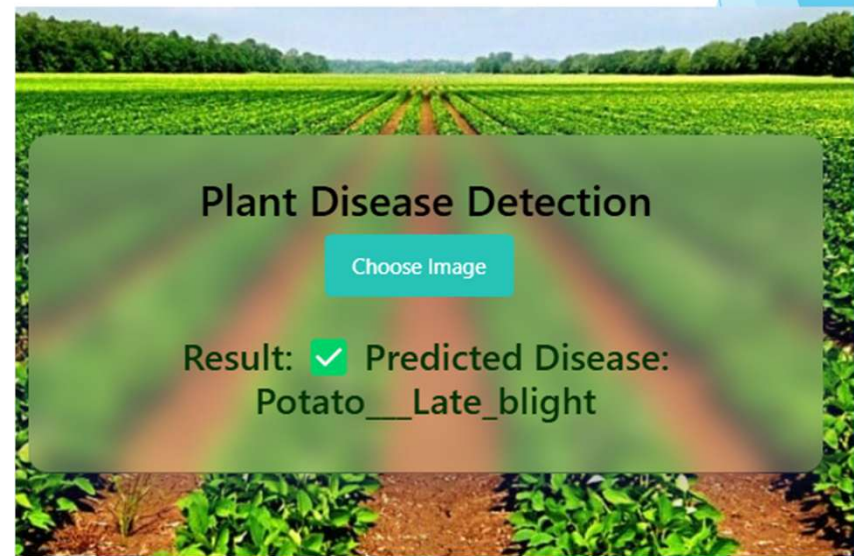 Plant Disease Detection
Choose Image
Result: ✅ Predicted Disease:
Potato___Late_blight